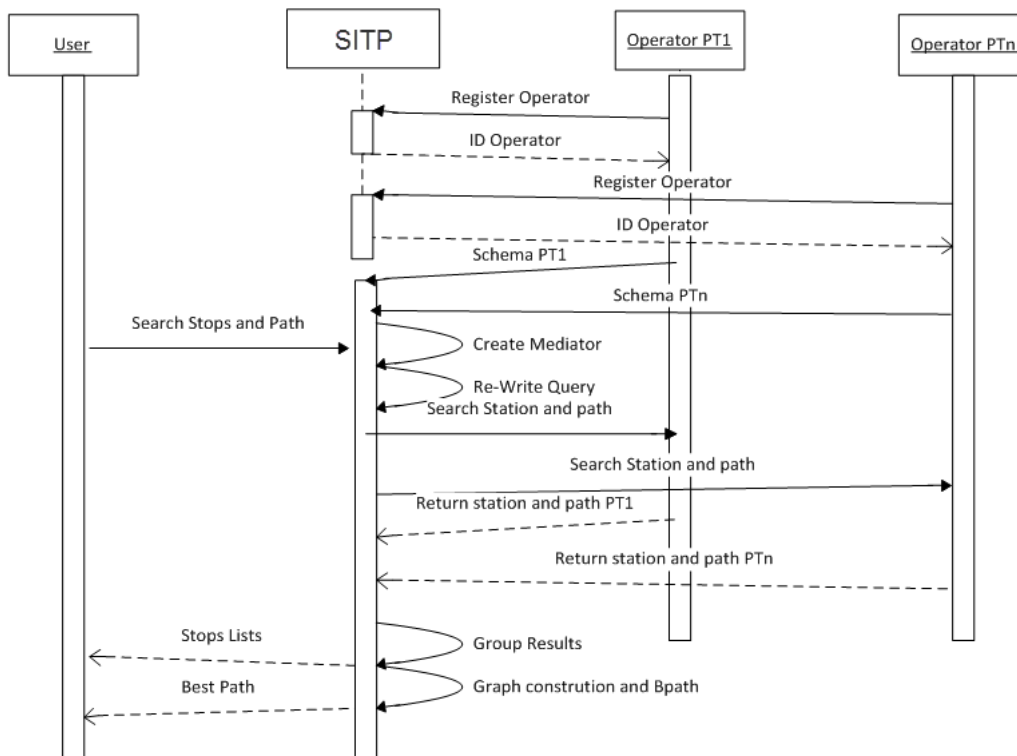 User
SITP
Operator PT1
Operator PTn
Register Operator
ID Operator
Register Operator
ID Operator
Schema PT1
Schema PTn
Search Stops and Path
Create Mediator
Re-Write Query
Search Station and path
Search Station and path
Return station and path PT1
Return station and path PTn
Stops Lists
Group Results
Best Path
Graph constrution and Bpath